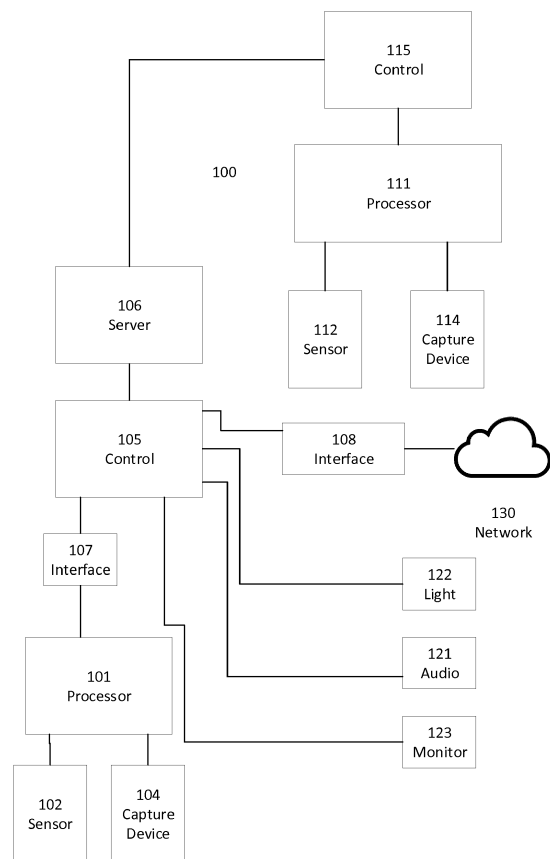 115
Control
100
111
Processor
106
Server
112
Sensor
114
Capture
Device
105
Control
108
Interface
130
Network
107
Interface
122
Light
101
Processor
121
Audio
123
Monitor
102
Sensor
104
Capture
Device